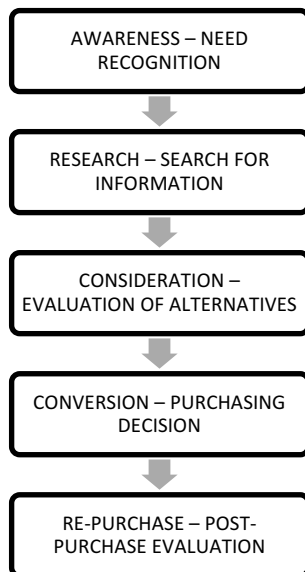 AWARENESS – NEED
RECOGNITION
RESEARCH – SEARCH FOR
INFORMATION
CONSIDERATION –
EVALUATION OF ALTERNATIVES
CONVERSION – PURCHASING
DECISION
RE-PURCHASE – POST-
PURCHASE EVALUATION